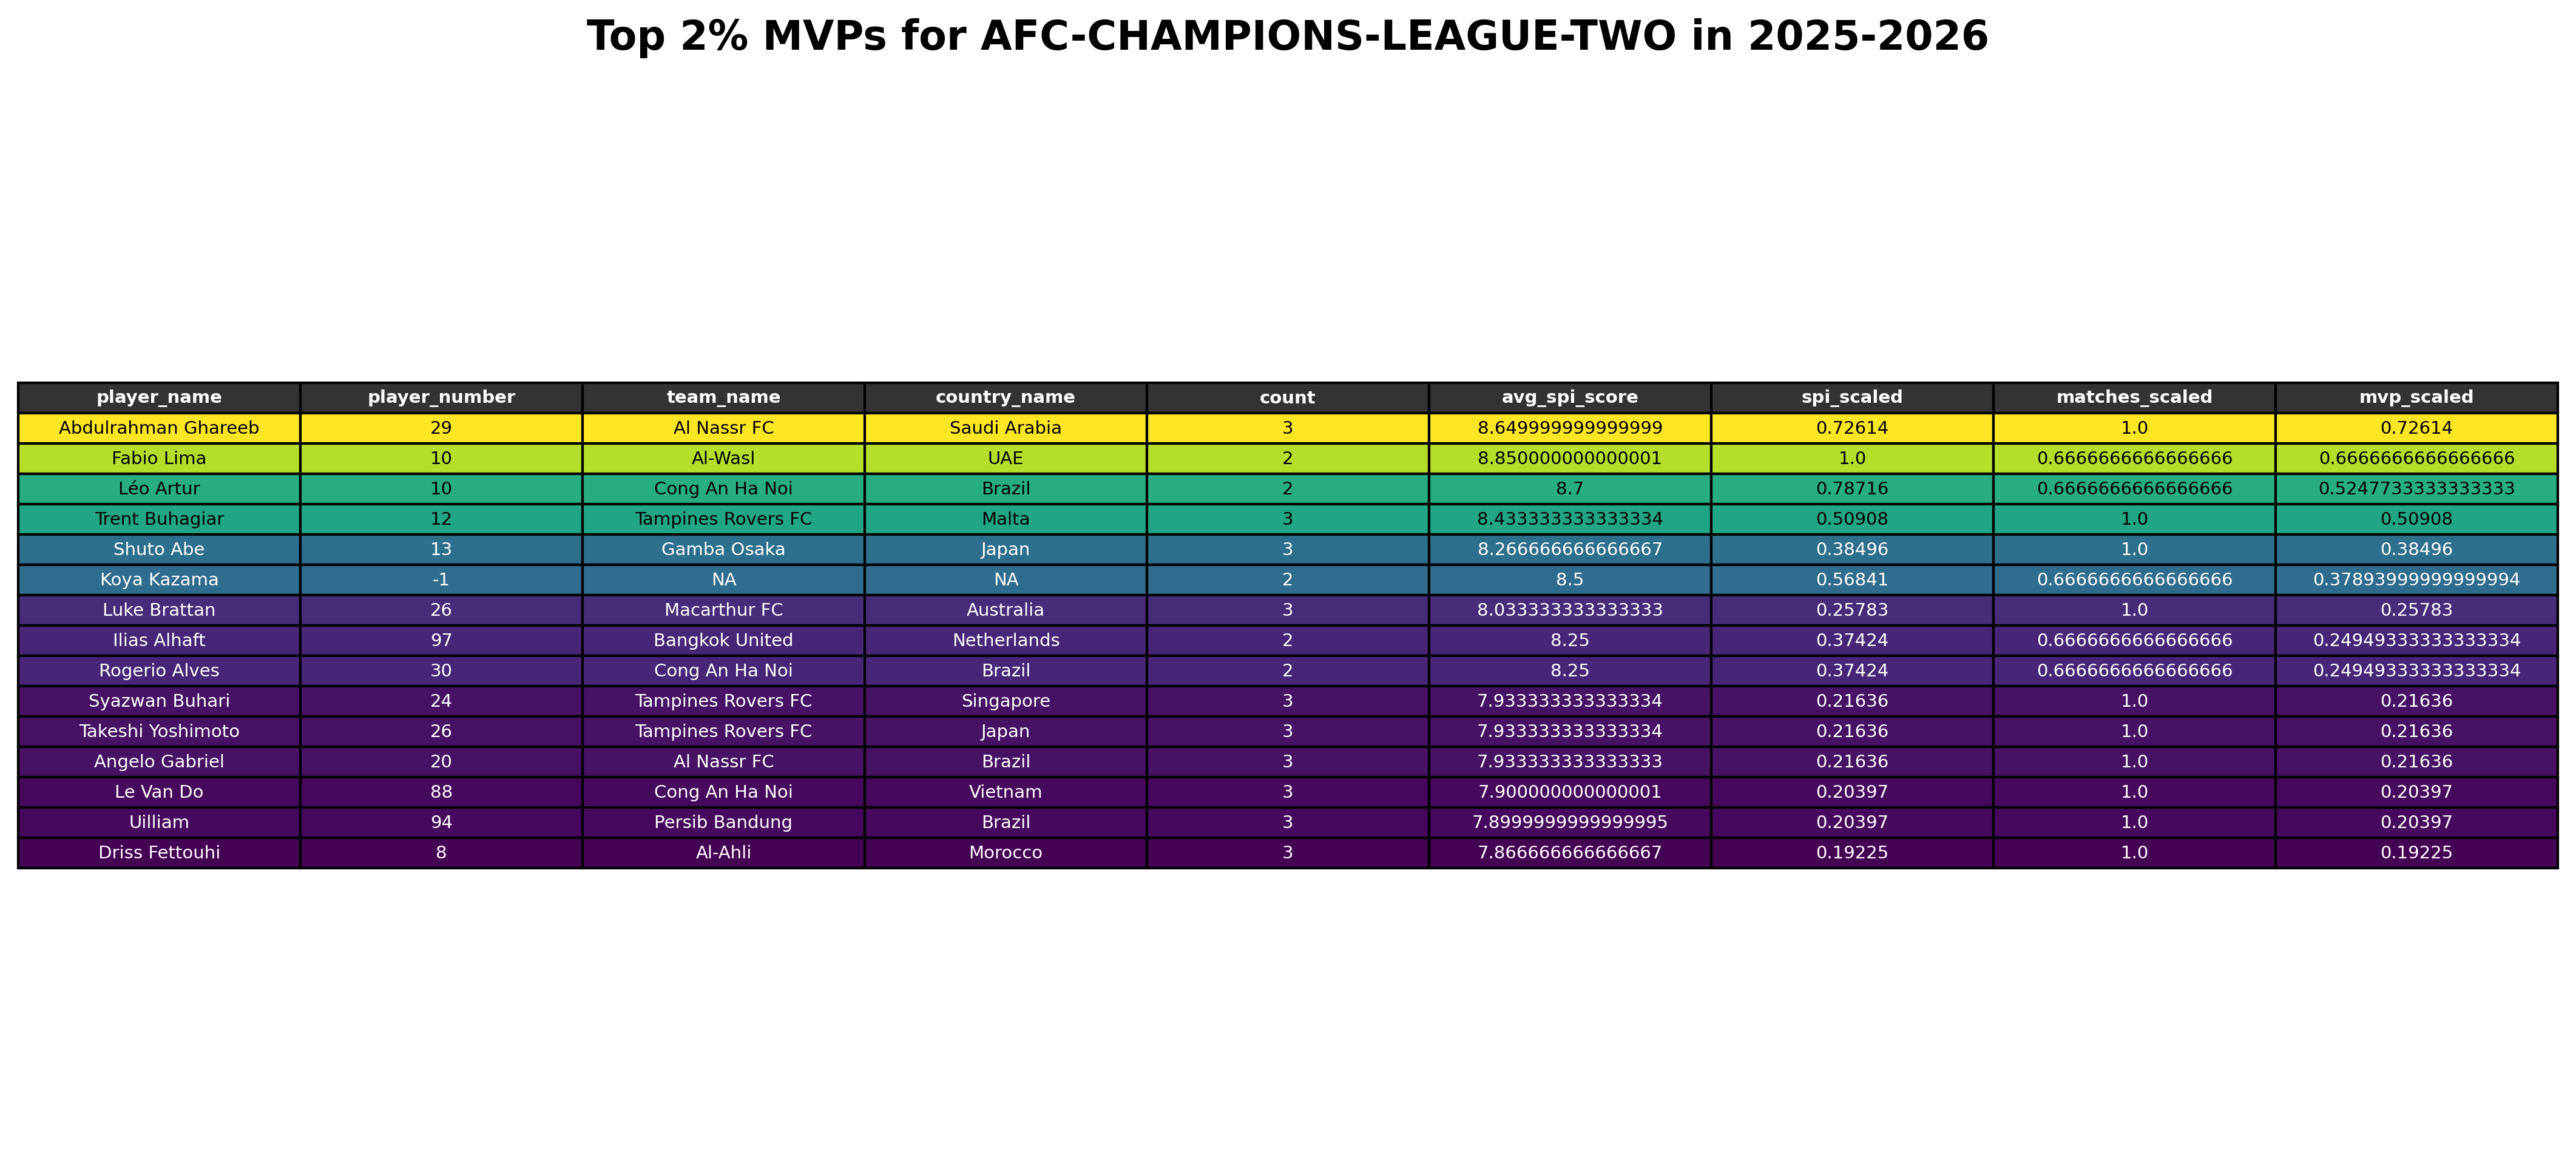 Top 2% MVPs for AFC-CHAMPIONS-LEAGUE-TWO in 2025-2026
player_name player_number team_name country_name count avg_spi_score spi_scaled matches_scaled mvp_scaled
Abdulrahman Ghareeb 29 Al Nassr FC Saudi Arabia 3 8.649999999999999 0.72614 1.0 0.72614
Fabio Lima 10 Al-Wasl UAE 2 8.850000000000001 1.0 0.6666666666666666 0.6666666666666666
Léo Artur 10 Cong An Ha Noi Brazil 2 8.7 0.78716 0.6666666666666666 0.5247733333333333
Trent Buhagiar 12 Tampines Rovers FC Malta 3 8.433333333333334 0.50908 1.0 0.50908
Shuto Abe 13 Gamba Osaka Japan 3 8.266666666666667 0.38496 1.0 0.38496
Koya Kazama -1 NA NA 2 8.5 0.56841 0.6666666666666666 0.37893999999999994
Luke Brattan 26 Macarthur FC Australia 3 8.033333333333333 0.25783 1.0 0.25783
Ilias Alhaft 97 Bangkok United Netherlands 2 8.25 0.37424 0.6666666666666666 0.24949333333333334
Rogerio Alves 30 Cong An Ha Noi Brazil 2 8.25 0.37424 0.6666666666666666 0.24949333333333334
Syazwan Buhari 24 Tampines Rovers FC Singapore 3 7.933333333333334 0.21636 1.0 0.21636
Takeshi Yoshimoto 26 Tampines Rovers FC Japan 3 7.933333333333334 0.21636 1.0 0.21636
Angelo Gabriel 20 Al Nassr FC Brazil 3 7.933333333333333 0.21636 1.0 0.21636
Le Van Do 88 Cong An Ha Noi Vietnam 3 7.900000000000001 0.20397 1.0 0.20397
Uilliam 94 Persib Bandung Brazil 3 7.8999999999999995 0.20397 1.0 0.20397
Driss Fettouhi 8 Al-Ahli Morocco 3 7.866666666666667 0.19225 1.0 0.19225